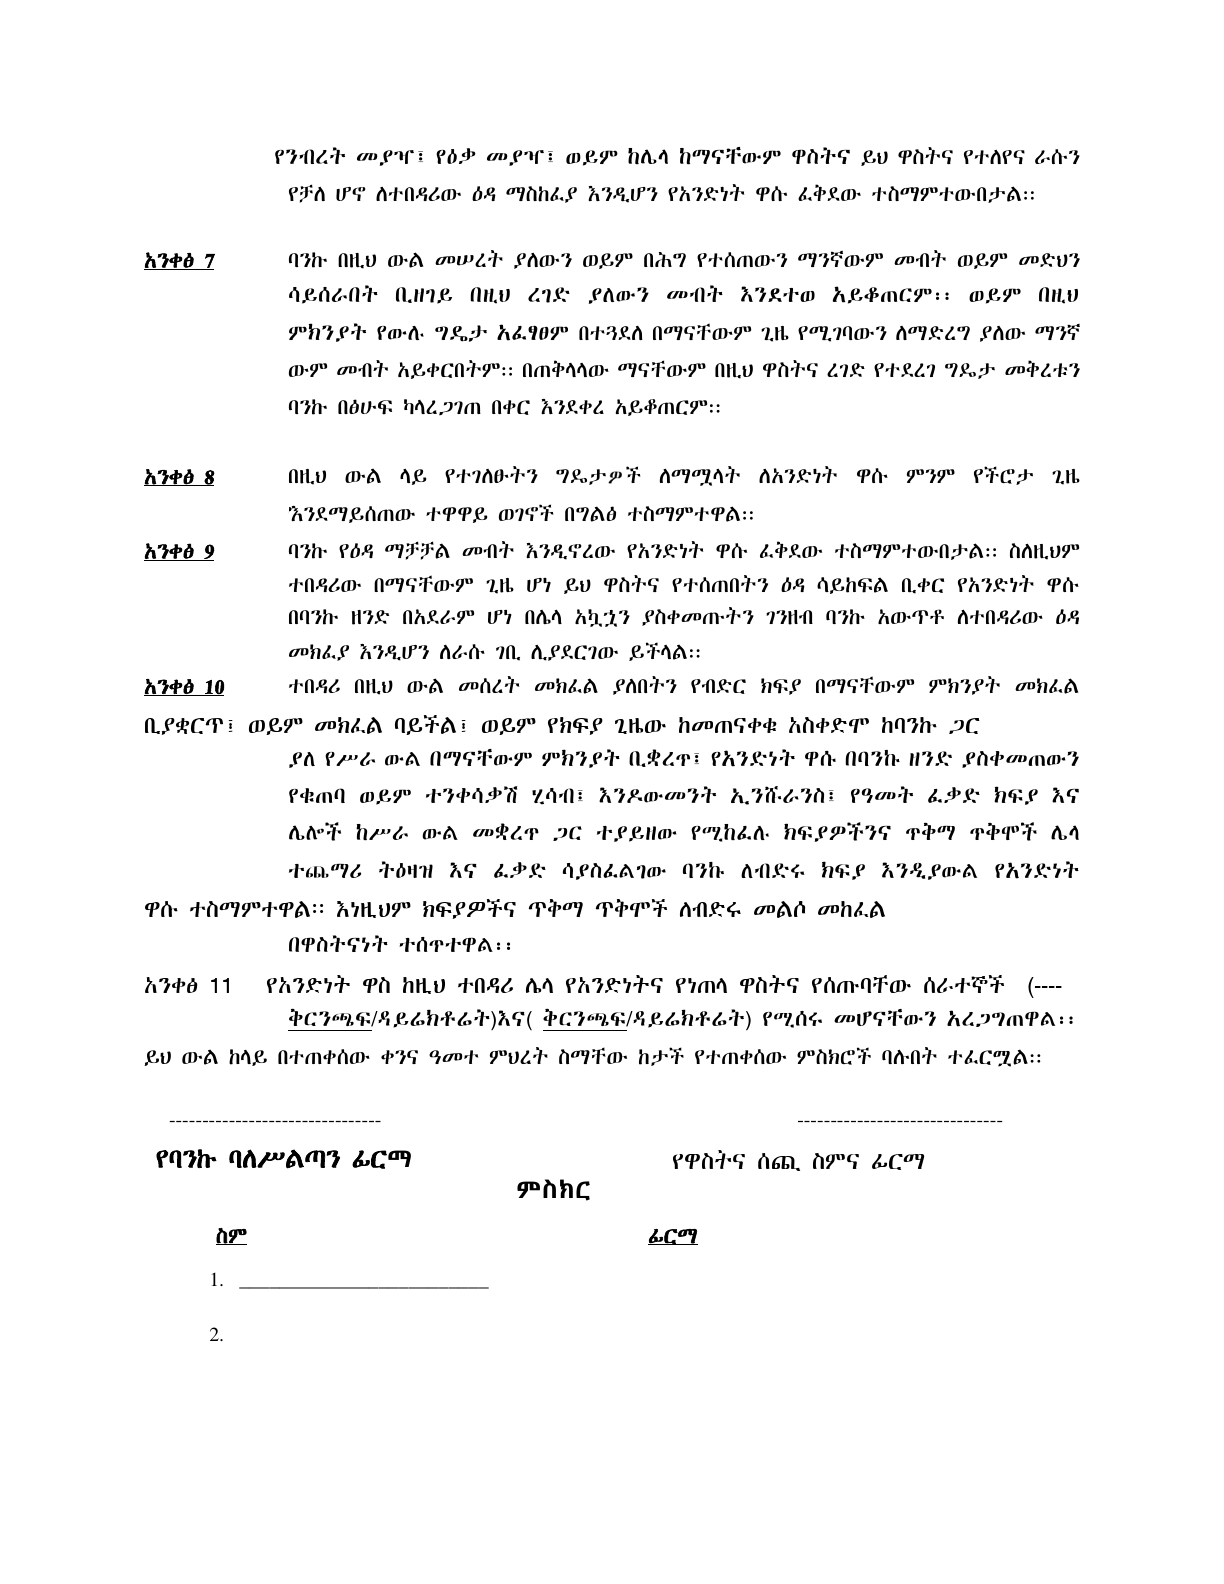 የንብረት መያዣ፤ የዕቃ መያዣ፤ ወይም ከሌላ ከማናቸውም ዋስትና ይህ ዋስትና የተለየና ራሱን
የቻለ ሆኖ ለተበዳሪው ዕዳ ማስከፈያ እንዲሆን የአንድነት ዋሱ ፈቅደው ተስማምተውበታል፡፡
አንቀፅ 7 ባንኩ በዚህ ውል መሠረት ያለውን ወይም በሕግ የተሰጠውን ማንኛውም መብት ወይም መድህን
ሳይሰራበት ቢዘገይ በዚህ ረገድ ያለውን መብት እንደተወ አይቆጠርም፡፡ ወይም በዚህ
ምክንያት የውሉ ግዴታ አፈፃፀም በተጓደለ በማናቸውም ጊዜ የሚገባውን ለማድረግ ያለው ማንኛ
ውም መብት አይቀርበትም፡፡ በጠቅላላው ማናቸውም በዚህ ዋስትና ረገድ የተደረገ ግዴታ መቅረቱን
ባንኩ በፅሁፍ ካላረጋገጠ በቀር እንደቀረ አይቆጠርም፡፡
አንቀፅ 8 በዚህ ውል ላይ የተገለፁትን ግዴታዎች ለማሟላት ለአንድነት ዋሱ ምንም የችሮታ ጊዜ
እንደማይሰጠው ተዋዋይ ወገኖች በግልፅ ተስማምተዋል፡፡
አንቀፅ 9 ባንኩ የዕዳ ማቻቻል መብት እንዲኖረው የአንድነት ዋሱ ፈቅደው ተስማምተውበታል፡፡ ስለዚህም
ተበዳሪው በማናቸውም ጊዜ ሆነ ይህ ዋስትና የተሰጠበትን ዕዳ ሳይከፍል ቢቀር የአንድነት ዋሱ
በባንኩ ዘንድ በአደራም ሆነ በሌላ አኳኋን ያስቀመጡትን ገንዘብ ባንኩ አውጥቶ ለተበዳሪው ዕዳ
መክፈያ እንዲሆን ለራሱ ገቢ ሊያደርገው ይችላል፡፡
አንቀፅ 10 ተበዳሪ በዚህ ውል መሰረት መክፈል ያለበትን የብድር ክፍያ በማናቸውም ምክንያት መክፈል
ቢያቋርጥ፤ ወይም መክፈል ባይችል፤ ወይም የክፍያ ጊዜው ከመጠናቀቁ አስቀድሞ ከባንኩ ጋር
ያለ የሥራ ውል በማናቸውም ምክንያት ቢቋረጥ፤ የአንድነት ዋሱ በባንኩ ዘንድ ያስቀመጠውን
የቁጠባ ወይም ተንቀሳቃሽ ሂሳብ፤ እንዶውመንት ኢንሹራንስ፤ የዓመት ፈቃድ ክፍያ እና
ሌሎች ከሥራ ውል መቋረጥ ጋር ተያይዘው የሚከፈሉ ክፍያዎችንና ጥቅማ ጥቅሞች ሌላ
ተጨማሪ ትዕዛዝ እና ፈቃድ ሳያስፈልገው ባንኩ ለብድሩ ክፍያ እንዲያውል የአንድነት
ዋሱ ተስማምተዋል፡፡ እነዚህም ክፍያዎችና ጥቅማ ጥቅሞች ለብድሩ መልሶ መከፈል
በዋስትናነት ተሰጥተዋል፡፡
አንቀፅ 11 የአንድነት ዋስ ከዚህ ተበዳሪ ሌላ የአንድነትና የነጠላ ዋስትና የሰጡባቸው ሰራተኞች (----
ቅርንጫፍ/ዳይሬክቶሬት)እና( ቅርንጫፍ/ዳይሬክቶሬት) የሚሰሩ መሆናቸውን አረጋግጠዋል፡፡
ይህ ውል ከላይ በተጠቀሰው ቀንና ዓመተ ምህረት ስማቸው ከታች የተጠቀሰው ምስክሮች ባሉበት ተፈርሟል፡፡
-------------------------------- -------------------------------
የባንኩ ባለሥልጣን ፊርማ የዋስትና ሰጪ ስምና ፊርማ
ምስክር
ስም ፊርማ
1. _________________________
2.